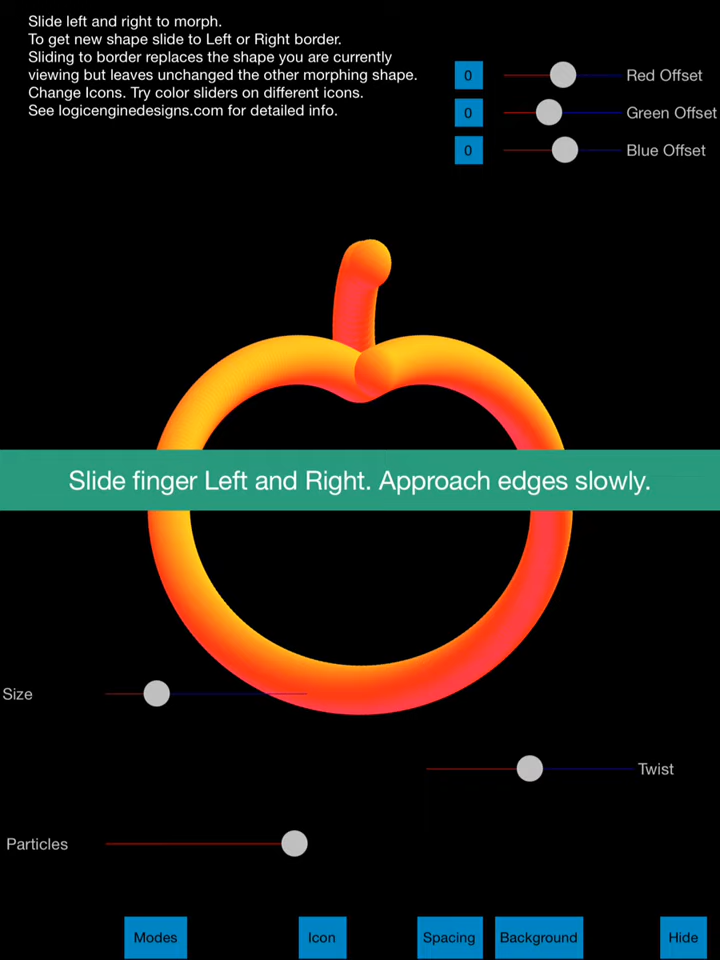 Slide left and right to morph.
To get new shape slide to Left or Right border.
Sliding to border replaces the shape you are currently
viewing but leaves unchanged the other morphing shape.
Change Icons. Try color sliders on different icons.
See logicenginedesigns.com for detailed info.
0 Red Offset
0 Green Offset
0 Blue Offset
Slide finger Left and Right. Approach edges slowly.
Size
Twist
Particles
Modes Icon Spacing Background Hide